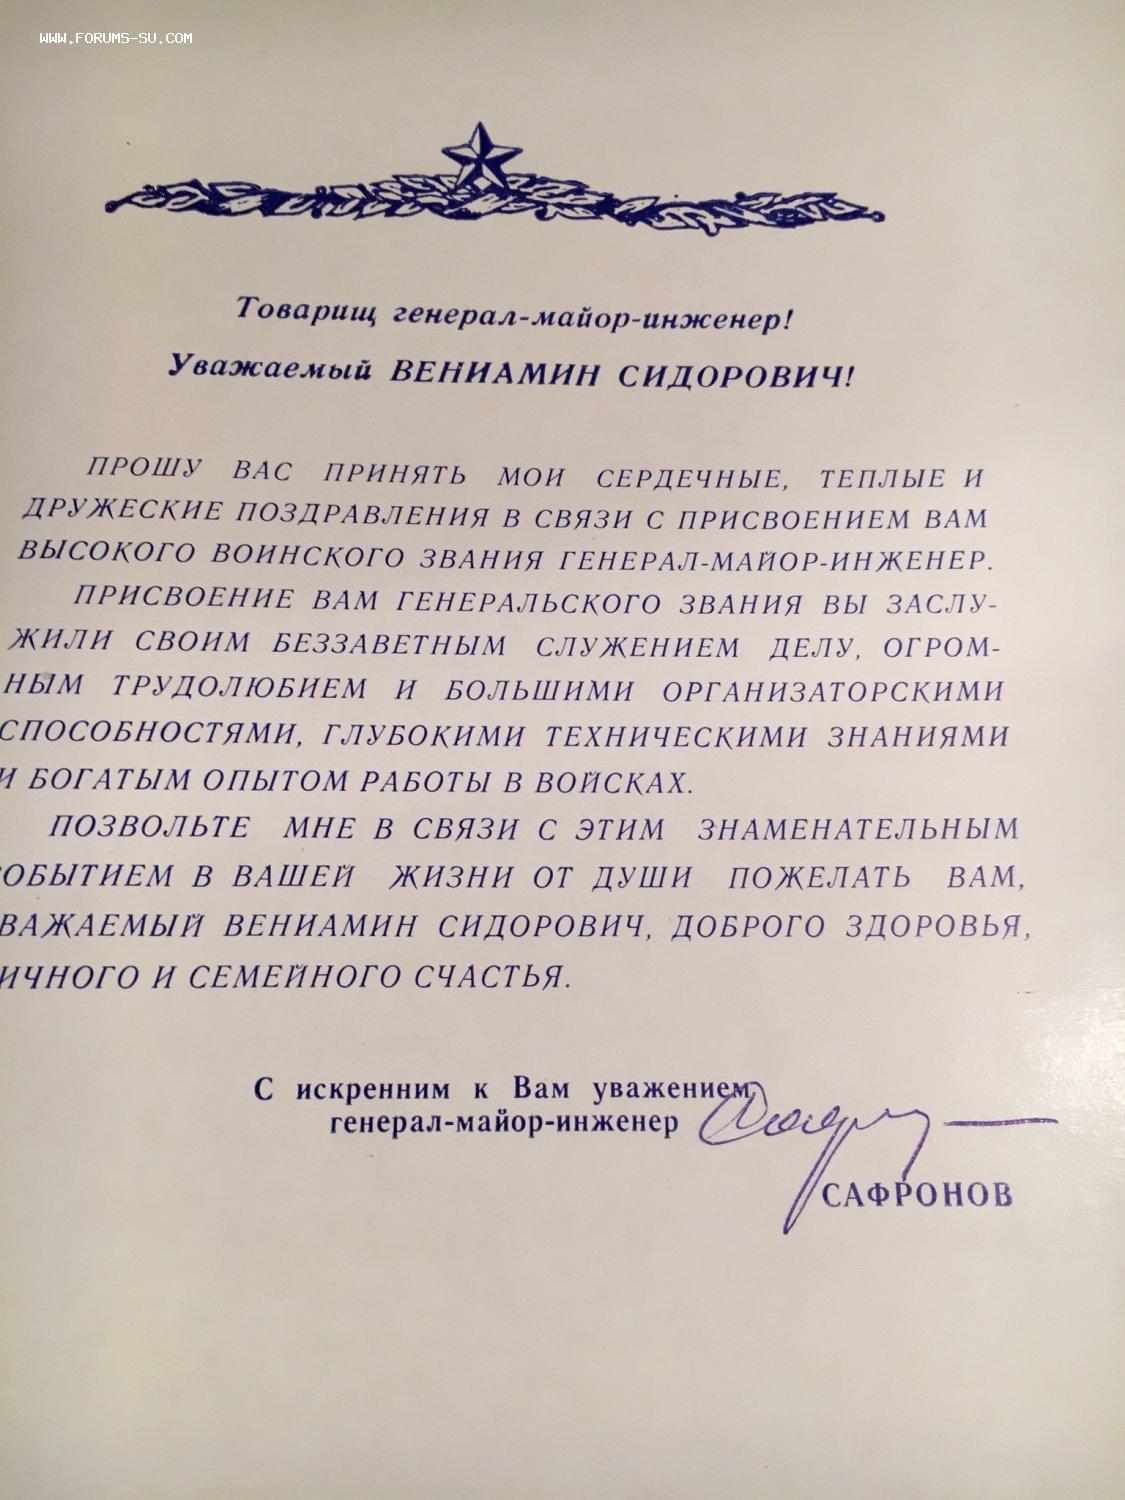 WWW.FORUMS-SU.COM
Товарищ генерал-майор-инженер!
Уважаемый ВЕНИАМИН СИДОРОВИЧ!
ПРОШУ ВАС ПРИНЯТЬ МОИ СЕРДЕЧНЫЕ, ТЕПЛЫЕ И
ДРУЖЕСКИЕ ПОЗДРАВЛЕНИЯ В СВЯЗИ С ПРИСВОЕНИЕМ ВАМ
ВЫСОКОГО ВОИНСКОГО ЗВАНИЯ ГЕНЕРАЛ-МАЙОР-ИНЖЕНЕР.
ПРИСВОЕНИЕ ВАМ ГЕНЕРАЛЬСКОГО ЗВАНИЯ ВЫ ЗАСЛУ-
ЖИЛИ СВОИМ БЕЗЗАВЕТНЫМ СЛУЖЕНИЕМ ДЕЛУ, ОГРОМ-
НЫМ ТРУДОЛЮБИЕМ И БОЛЬШИМИ ОРГАНИЗАТОРСКИМИ
СПОСОБНОСТЯМИ, ГЛУБОКИМИ ТЕХНИЧЕСКИМИ ЗНАНИЯМИ
И БОГАТЫМ ОПЫТОМ РАБОТЫ В ВОЙСКАХ.
ПОЗВОЛЬТЕ МНЕ В СВЯЗИ С ЭТИМ ЗНАМЕНАТЕЛЬНЫМ
ОБЫТИЕМ В ВАШЕЙ ЖИЗНИ ОТ ДУШИ ПОЖЕЛАТЬ ВАМ,
ВАЖАЕМЫЙ ВЕНИАМИН СИДОРОВИЧ, ДОБРОГО ЗДОРОВЬЯ,
ИЧНОГО И СЕМЕЙНОГО СЧАСТЬЯ.
С искренним к Вам уважением
генерал-майор-инженер
САФРОНОВ